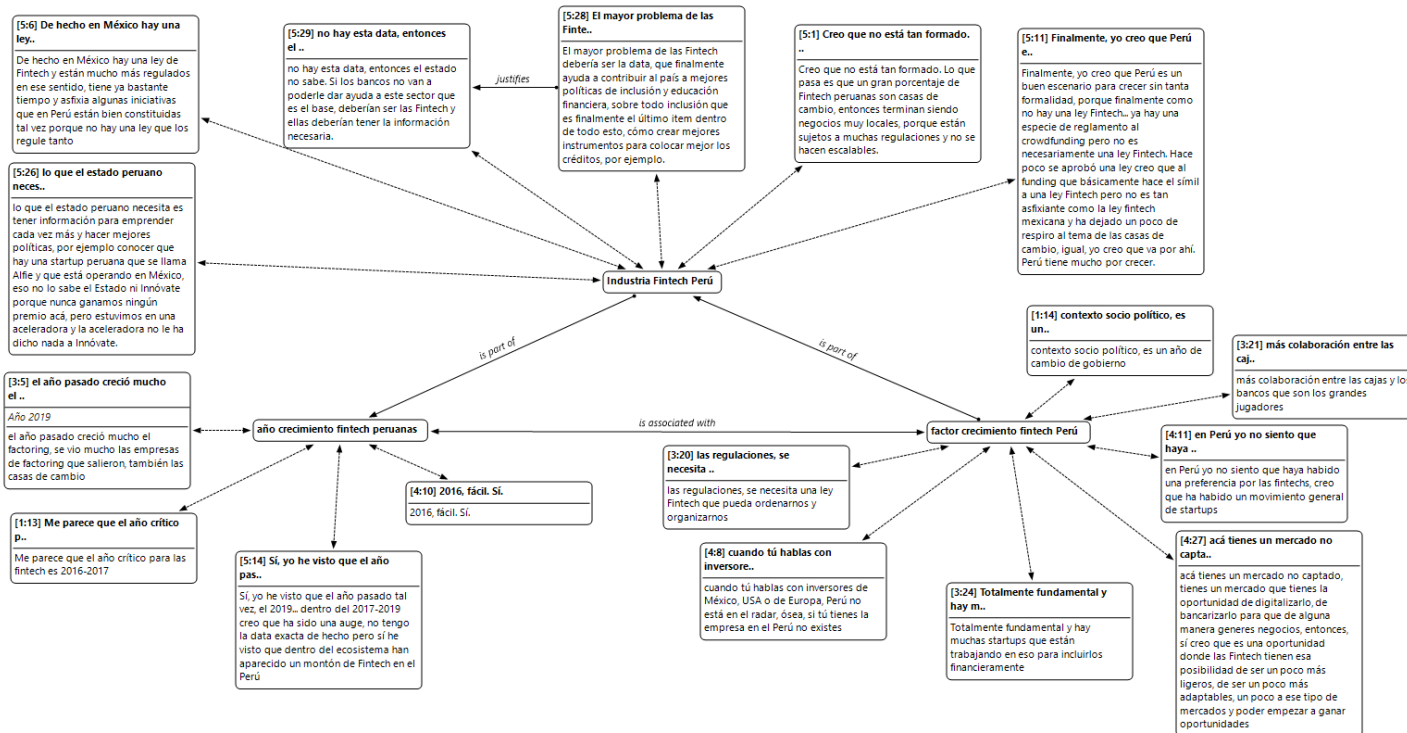 [5:6] De hecho en México hay una
ley..
De hecho en México hay una ley de
Fintech y están mucho más regulados
en ese sentido, tiene ya bastante
tiempo y asfixia algunas iniciativas
que en Perú están bien constituidas
tal vez porque no hay una ley que los
regule tanto
[5:29] no hay esta data, entonces
el ..
no hay esta data, entonces el estado
no sabe. Si los bancos no van a
poderle dar ayuda a este sector que
es el base, deberían ser las Fintech y
ellas deberían tener la información
necesaria.
justifies
[5:28] El mayor problema de las
Finte..
El mayor problema de las Fintech
debería ser la data, que finalmente
ayuda a contribuir al país a mejores
políticas de inclusión y educación
financiera, sobre todo inclusión que
es finalmente el último item dentro
de todo esto, cómo crear mejores
instrumentos para colocar mejor los
créditos, por ejemplo.
[5:1] Creo que no está tan formado.
..
Creo que no está tan formado. Lo que
pasa es que un gran porcentaje de
Fintech peruanas son casas de
cambio, entonces terminan siendo
negocios muy locales, porque están
sujetos a muchas regulaciones y no se
hacen escalables.
[5:11] Finalmente, yo creo que Perú
e..
Finalmente, yo creo que Perú es un
buen escenario para crecer sin tanta
formalidad, porque finalmente como
no hay una ley Fintech... ya hay una
especie de reglamento al
crowdfunding pero no es
necesariamente una ley Fintech. Hace
poco se aprobó una ley creo que al
funding que básicamente hace el símil
a una ley Fintech pero no es tan
asfixiante como la ley fintech
mexicana y ha dejado un poco de
respiro al tema de las casas de
cambio, igual, yo creo que va por ahí.
Perú tiene mucho por crecer.
[5:26] lo que el estado peruano
neces..
lo que el estado peruano necesita es
tener información para emprender
cada vez más y hacer mejores
políticas, por ejemplo conocer que
hay una startup peruana que se llama
Alfie y que está operando en México,
eso no lo sabe el Estado ni Innóvate
porque nunca ganamos ningún
premio acá, pero estuvimos en una
aceleradora y la aceleradora no le ha
dicho nada a Innóvate.
Industria Fintech Perú
is part of
is part of
[1:14] contexto socio político, es
un..
contexto socio político, es un año de
cambio de gobierno
[3:21] más colaboración entre las
caj..
más colaboración entre las cajas y los
bancos que son los grandes
jugadores
[3:5] el año pasado creció mucho
el ..
Año 2019
el año pasado creció mucho el
factoring, se vio mucho las empresas
de factoring que salieron, también las
casas de cambio
año crecimiento fintech peruanas
is associated with
factor crecimiento fintech Perú
[4:11] en Perú yo no siento que
haya ..
en Perú yo no siento que haya habido
una preferencia por las fintechs, creo
que ha habido un movimiento general
de startups
[3:20] las regulaciones, se
necesita ..
las regulaciones, se necesita una ley
Fintech que pueda ordenarnos y
organizarnos
[4:10] 2016, fácil. Sí.
2016, fácil. Sí.
[1:13] Me parece que el año crítico
p..
Me parece que el año crítico para las
fintech es 2016-2017
[5:14] Sí, yo he visto que el año
pas..
Sí, yo he visto que el año pasado tal
vez, el 2019... dentro del 2017-2019
creo que ha sido una auge, no tengo
la data exacta de hecho pero sí he
visto que dentro del ecosistema han
aparecido un montón de Fintech en el
Perú
[4:8] cuando tú hablas con
inversore..
cuando tú hablas con inversores de
México, USA o de Europa, Perú no
está en el radar, ósea, si tú tienes la
empresa en el Perú no existes
[3:24] Totalmente fundamental y
hay m..
Totalmente fundamental y hay
muchas startups que están
trabajando en eso para incluirlos
financieramente
[4:27] acá tienes un mercado no
capta..
acá tienes un mercado no captado,
tienes un mercado que tienes la
oportunidad de digitalizarlo, de
bancarizarlo para que de alguna
manera generes negocios, entonces,
sí creo que es una oportunidad
donde las Fintech tienen esa
posibilidad de ser un poco más
ligeros, de ser un poco más
adaptables, un poco a ese tipo de
mercados y poder empezar a ganar
oportunidades